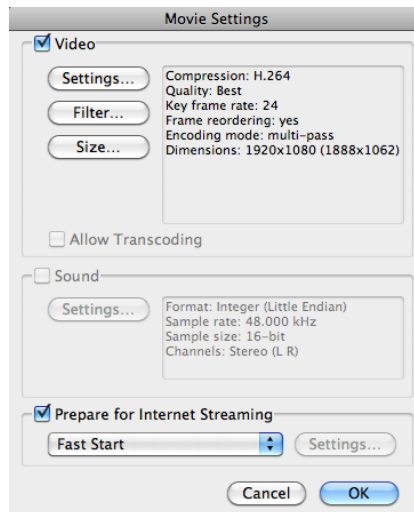 Movie Settings
Video
Settings...
Filter...
Size...
Compression: H.264
Quality: Best
Key frame rate: 24
Frame reordering: yes
Encoding mode: multi-pass
Dimensions: 1920x1080 (1888x1062)
Allow Transcoding
Sound
Settings...
Format: Integer (Little Endian)
Sample rate: 48.000 kHz
Sample size: 16-bit
Channels: Stereo (L R)
Prepare for Internet Streaming
Fast Start
Settings...
Cancel
OK